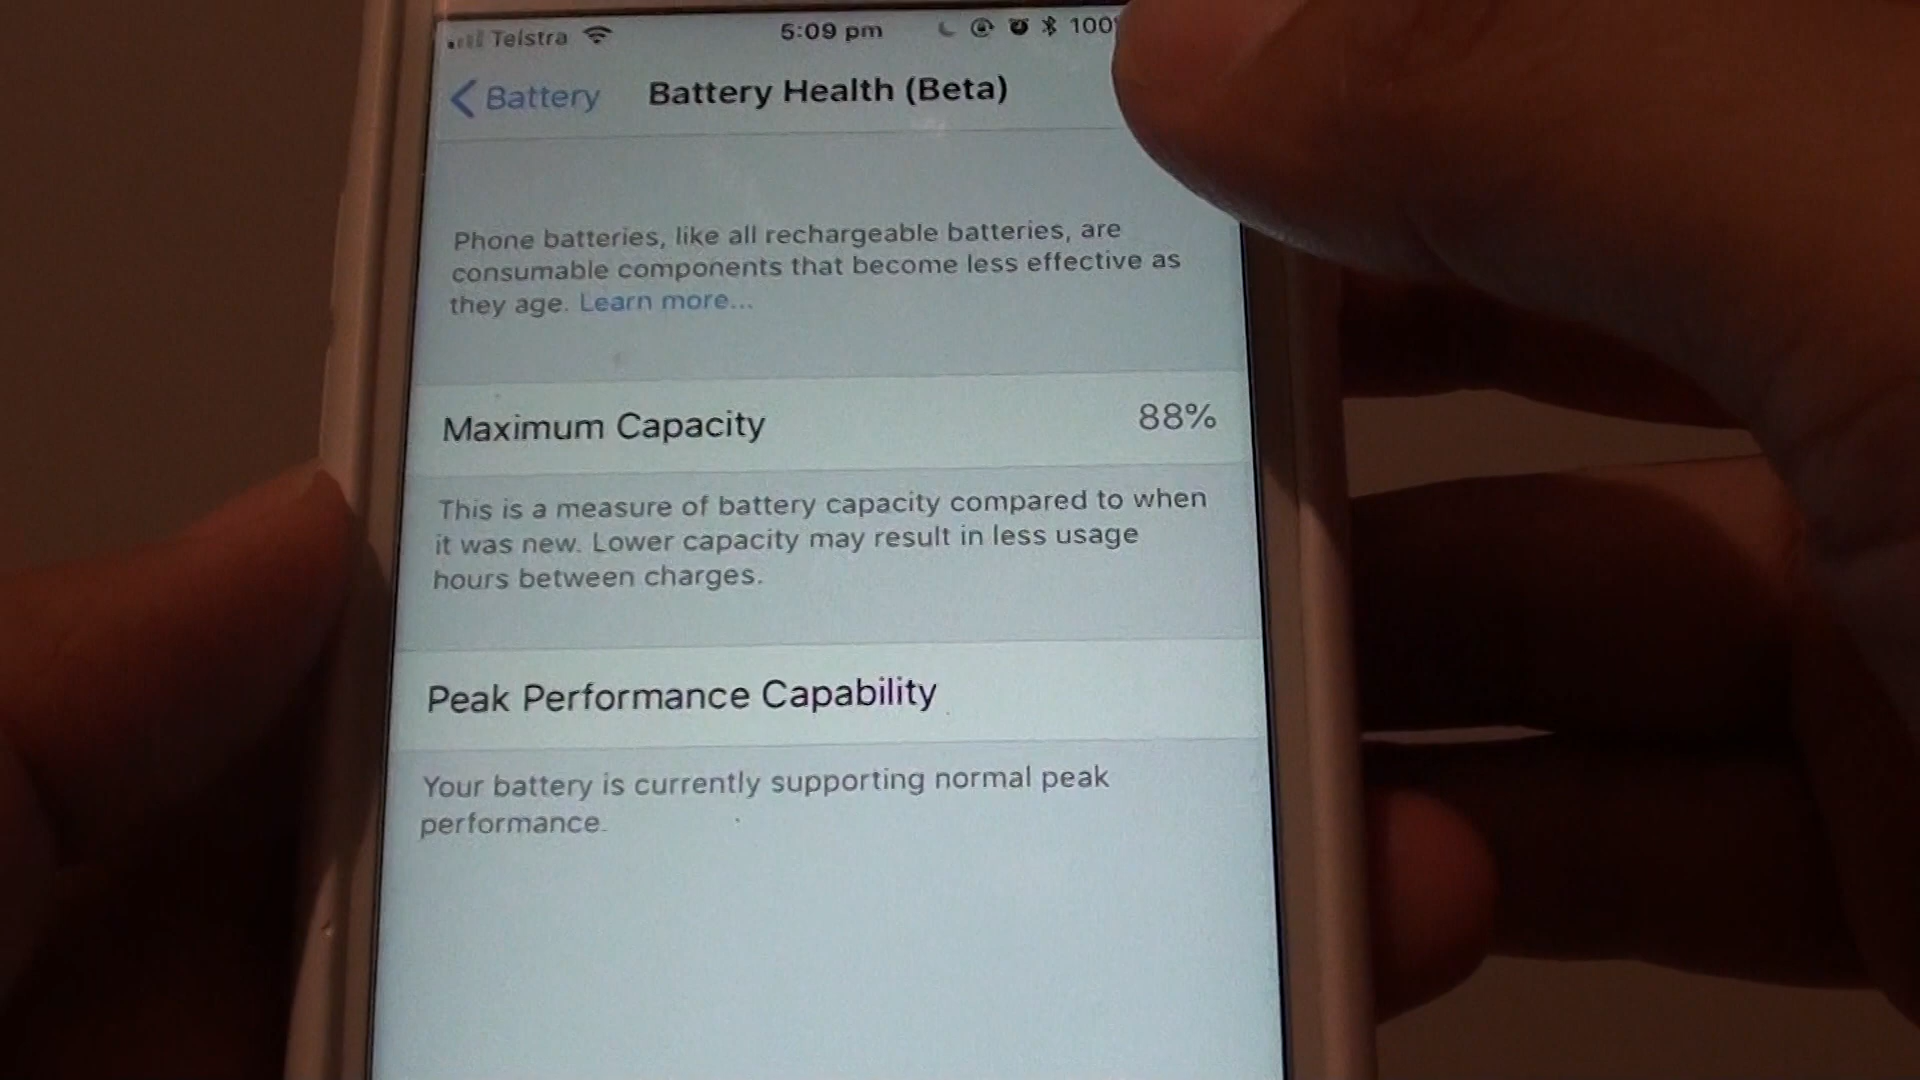 Telstra 5:09 pm 100
Battery Battery Health (Beta)
Phone batteries, like all rechargeable batteries, are
consumable components that become less effective as
they age. Learn more...
Maximum Capacity 88%
This is a measure of battery capacity compared to when
it was new. Lower capacity may result in less usage
hours between charges.
Peak Performance Capability
Your battery is currently supporting normal peak
performance.